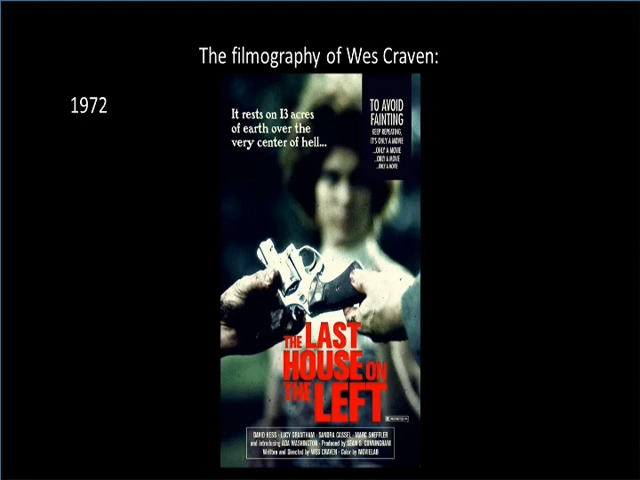 The filmography of Wes Craven:
1972
It rests on 13 acres
of earth over the
very center of hell...
TO AVOID
FAINTING
KEEP REPEATING,
IT'S ONLY A MOVIE
...ONLY A MOVIE
...ONLY A MOVIE
...ONLY A MOVIE
THE LAST
HOUSE ON
THE LEFT
DAVID HESS · LUCY GRANTHAM · SANDRA CASSEL · MARC SHEFFLER
and introducing ADA WASHINGTON · Produced by SEAN S. CUNNINGHAM
Written and Directed by WES CRAVEN · Color by MOVIELAB